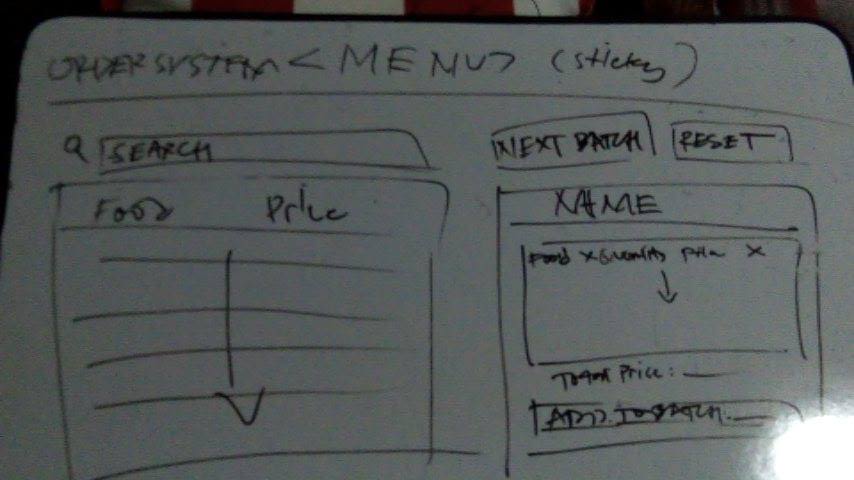 ORDER SYSTEM < MENU > (sticky)
SEARCH
NEXT BATCH RESET
Food Price
NAME
Food x Quantity Price X
Total Price:
ADD TO BATCH